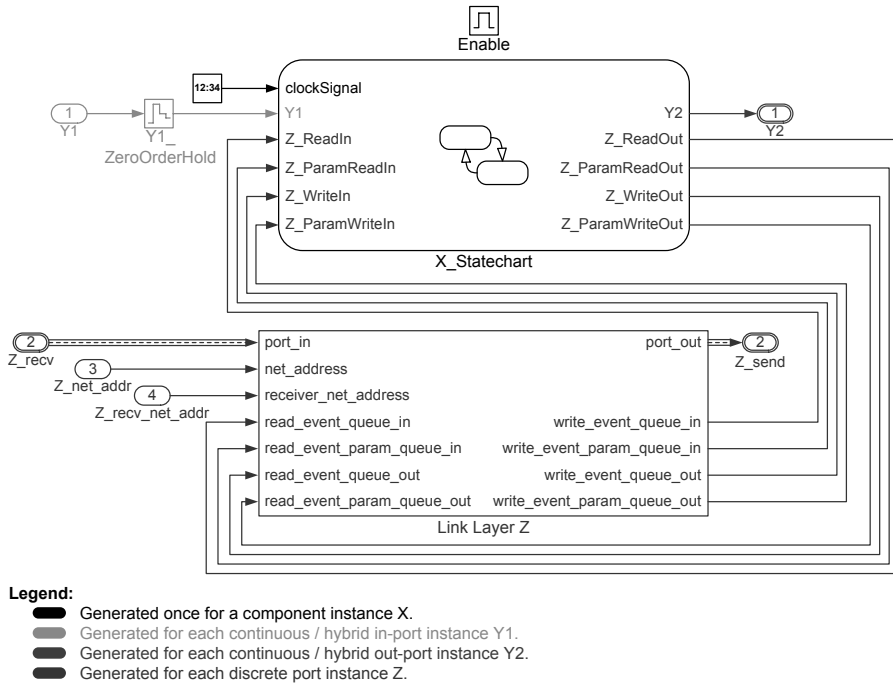 Enable
12:34
clockSignal
1
Y1
Y1_
ZeroOrderHold
Y1
Z_ReadIn
Z_ParamReadIn
Z_WriteIn
Z_ParamWriteIn
Y2
Z_ReadOut
Z_ParamReadOut
Z_WriteOut
Z_ParamWriteOut
1
Y2
X_Statechart
2
Z_recv
3
Z_net_addr
4
Z_recv_net_addr
port_in
net_address
receiver_net_address
read_event_queue_in
read_event_param_queue_in
read_event_queue_out
read_event_param_queue_out
port_out
write_event_queue_in
write_event_param_queue_in
write_event_queue_out
write_event_param_queue_out
2
Z_send
Link Layer Z
Legend:
Generated once for a component instance X.
Generated for each continuous / hybrid in-port instance Y1.
Generated for each continuous / hybrid out-port instance Y2.
Generated for each discrete port instance Z.